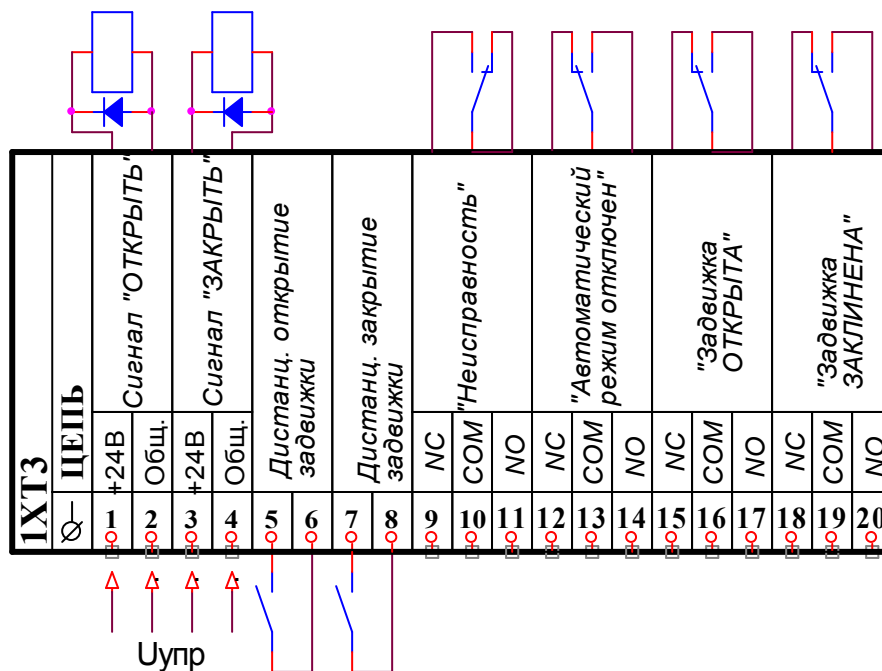 1XT3
ЦЕПЬ
Сигнал "ОТКРЫТЬ"
Сигнал "ЗАКРЫТЬ"
Дистанц. открытие
задвижки
Дистанц. закрытие
задвижки
"Неисправность"
"Автоматический
режим отключен"
"Задвижка
ОТКРЫТА"
"Задвижка
ЗАКЛИНЕНА"
+24В Общ. +24В Общ. NC COM NO NC COM NO NC COM NO NC COM NO
1 2 3 4 5 6 7 8 9 10 11 12 13 14 15 16 17 18 19 20
Uупр